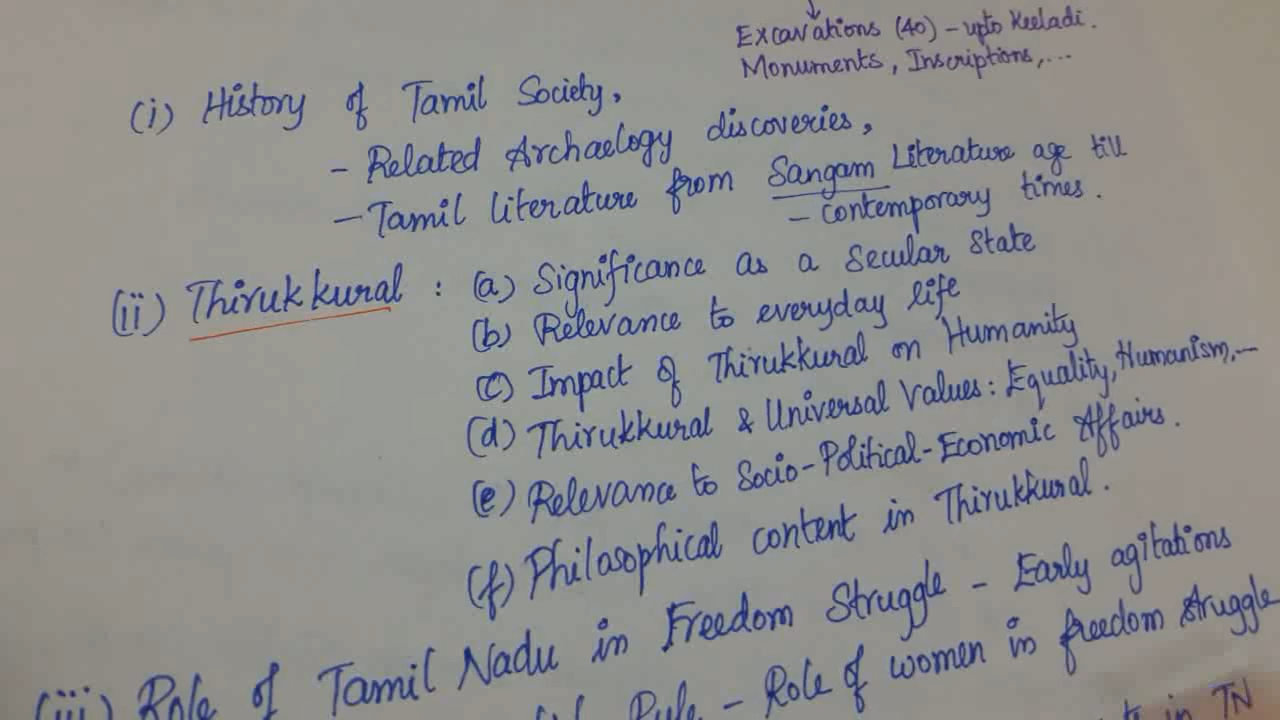 Excavations (40) - upto Keeladi.
Monuments, Inscriptions,...
(i) History of Tamil Society,
- Related Archaelogy discoveries,
- Tamil literature from Sangam Literature age till
- contemporary times.
(ii) Thirukkural : (a) Significance as a Secular State
(b) Relevance to everyday life
(c) Impact of Thirukkural on Humanity
(d) Thirukkural & Universal Values: Equality, Humanism, --
(e) Relevance to Socio-Political-Economic Affairs.
(f) Philosophical content in Thirukkural.
(iii) Role of Tamil Nadu in Freedom Struggle - Early agitations
Rule - Role of women in freedom struggle
in TN